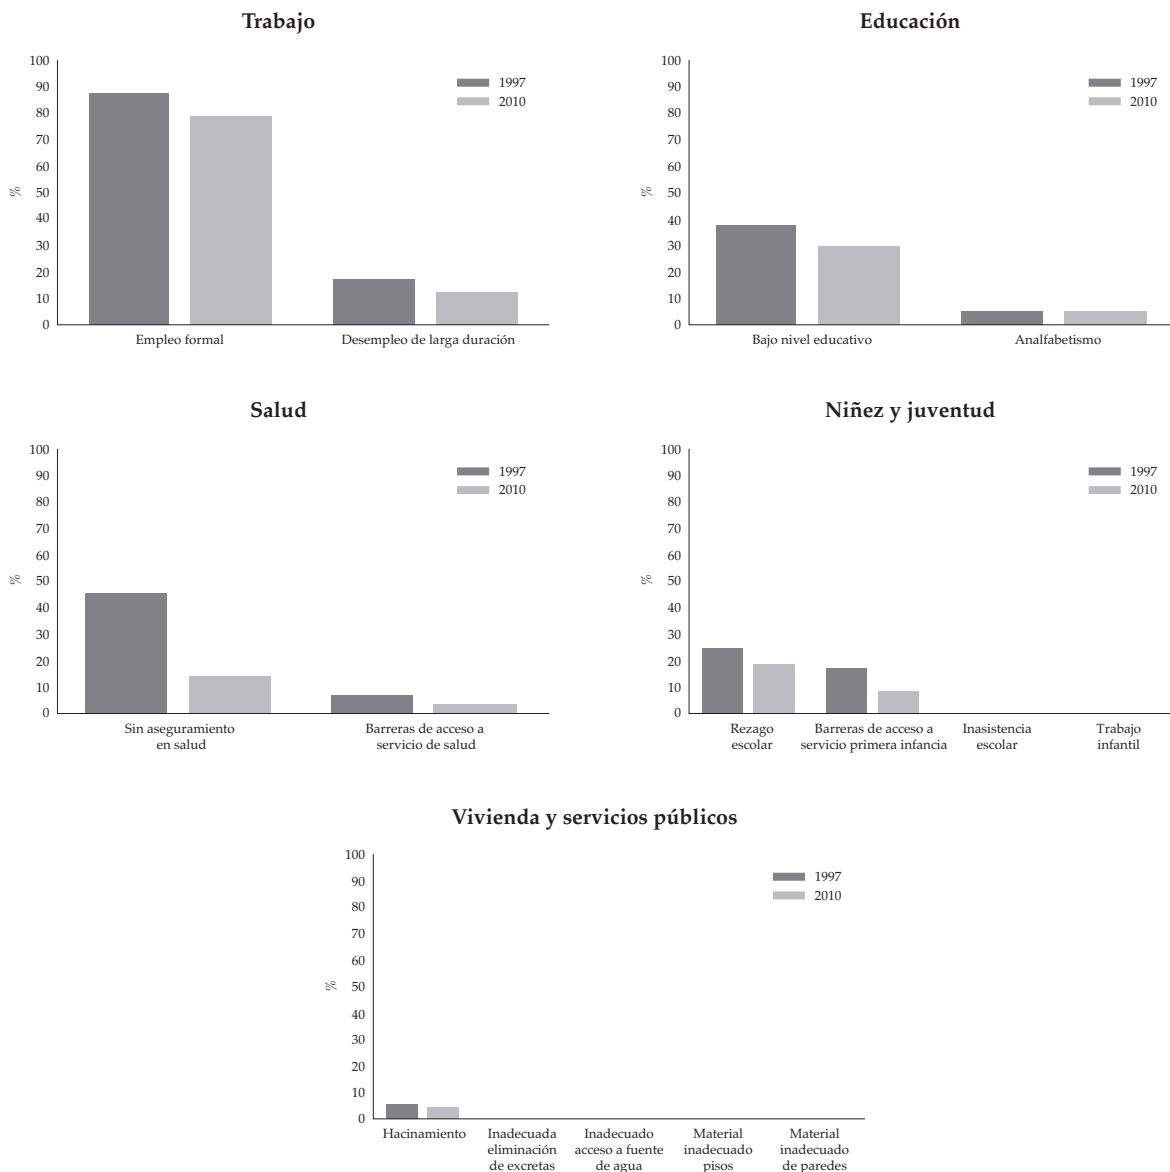 Trabajo
100
90
80
70
60
50
40
30
20
10
0
%
1997
2010
Empleo formal
Desempleo de larga duración
Educación
100
90
80
70
60
50
40
30
20
10
0
%
1997
2010
Bajo nivel educativo
Analfabetismo
Salud
100
90
80
70
60
50
40
30
20
10
0
%
1997
2010
Sin aseguramiento
en salud
Barreras de acceso a
servicio de salud
Niñez y juventud
100
90
80
70
60
50
40
30
20
10
0
%
1997
2010
Rezago
escolar
Barreras de acceso a
servicio primera infancia
Inasistencia
escolar
Trabajo
infantil
Vivienda y servicios públicos
100
90
80
70
60
50
40
30
20
10
0
%
1997
2010
Hacinamiento
Inadecuada
eliminación
de excretas
Inadecuado
acceso a fuente
de agua
Material
inadecuado
pisos
Material
inadecuado
de paredes